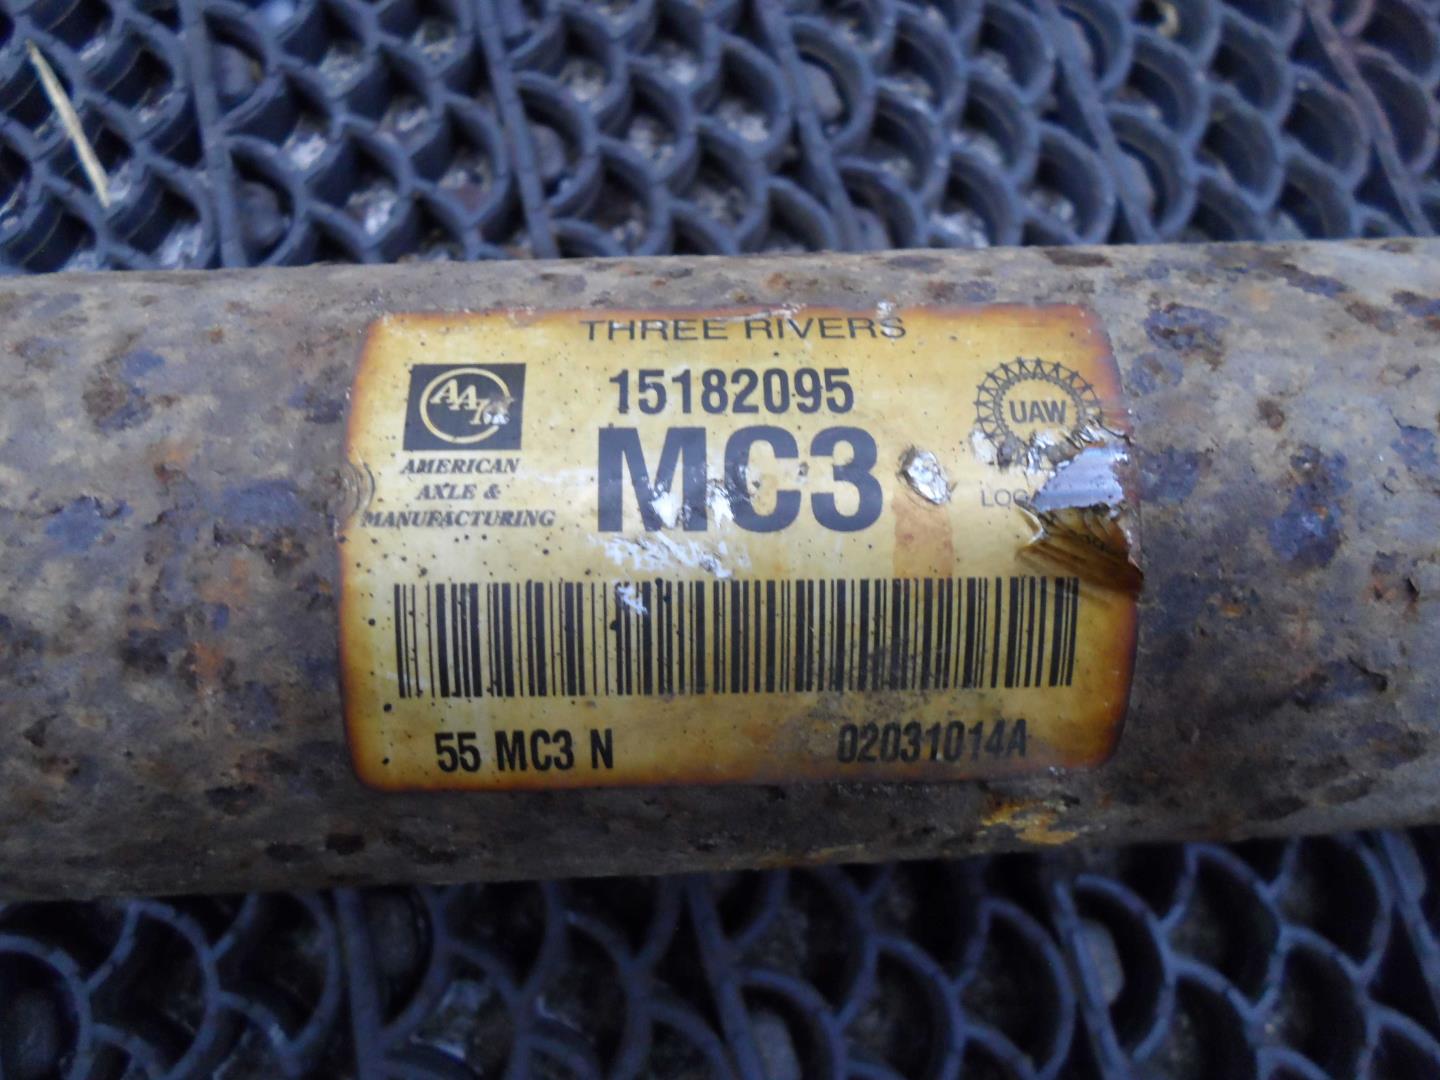 THREE RIVERS
15182095
MC3
AAM
AMERICAN
AXLE &
MANUFACTURING
UAW
55 MC3 N
02031014A